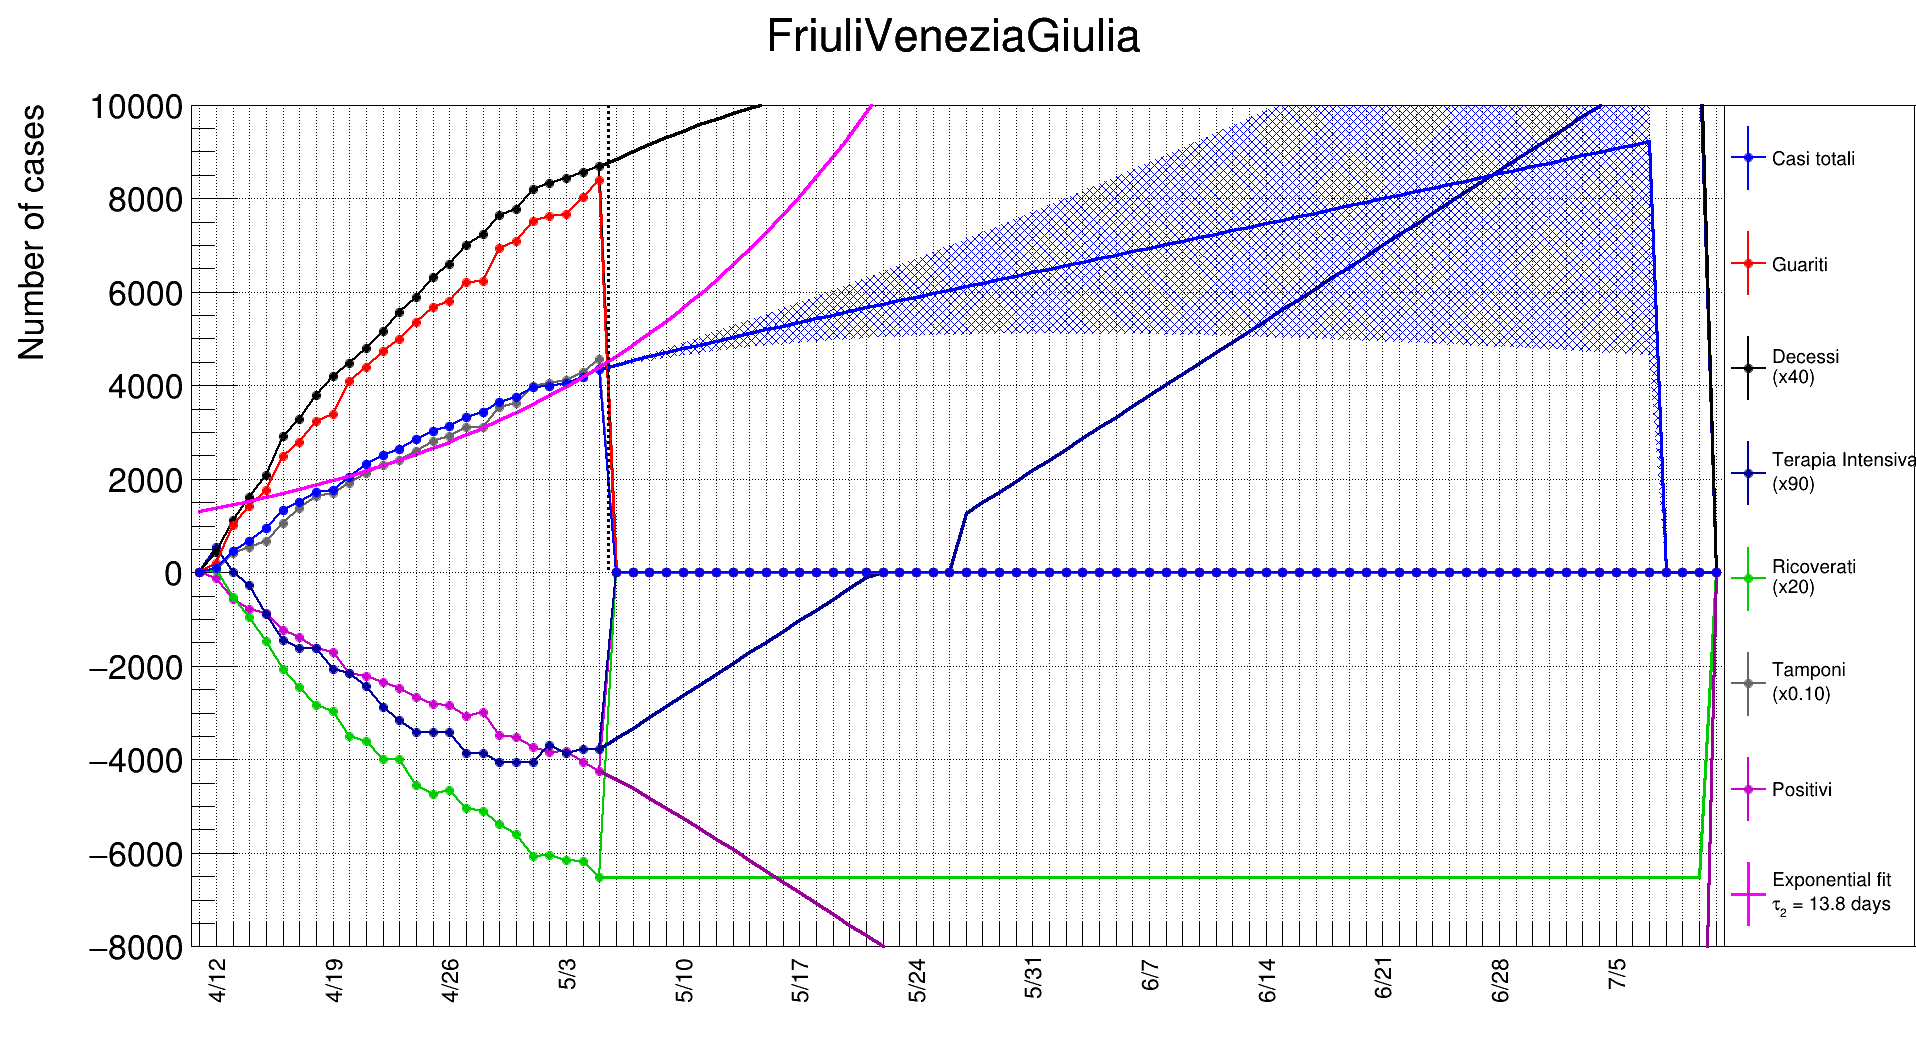 FriuliVeneziaGiulia
Number of cases
10000
8000
6000
4000
2000
0
−2000
−4000
−6000
−8000
4/12
4/19
4/26
5/3
5/10
5/17
5/24
5/31
6/7
6/14
6/21
6/28
7/5
Casi totali
Guariti
Decessi
(x40)
Terapia Intensiva
(x90)
Ricoverati
(x20)
Tamponi
(x0.10)
Positivi
Exponential fit
τ2 = 13.8 days